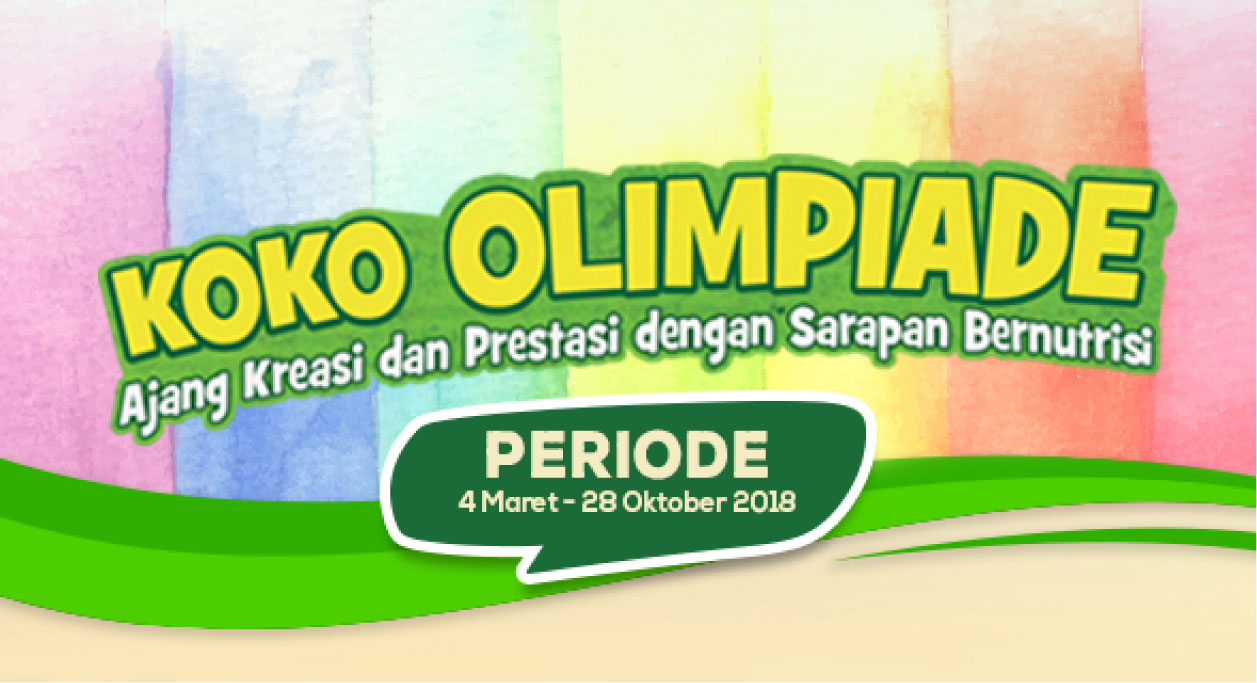 KOKO OLIMPIADE
Ajang Kreasi dan Prestasi dengan Sarapan Bernutrisi
PERIODE
4 Maret - 28 Oktober 2018